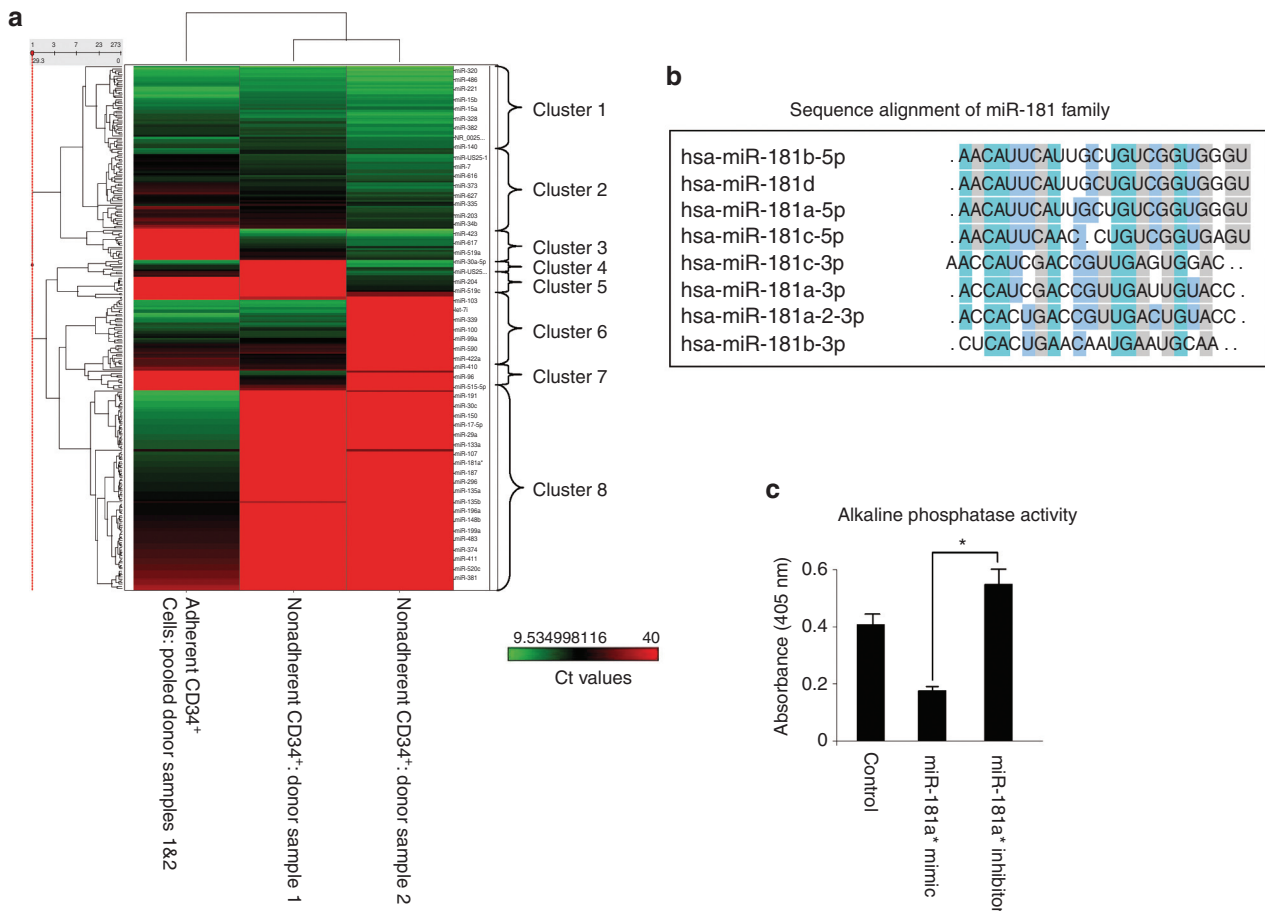 a
1 3 7 23 273
29.3 0
miR-320
miR-486
miR-221
miR-15b
miR-15a
miR-328
miR-382
NR_0025...
miR-140
miR-US25-1
miR-7
miR-616
miR-373
miR-627
miR-335
miR-203
miR-34b
miR-423
miR-617
miR-519a
miR-30a-5p
miR-US25...
miR-204
miR-519c
miR-103
let-7i
miR-339
miR-100
miR-99a
miR-590
miR-422a
miR-410
miR-96
miR-515-5p
miR-191
miR-30c
miR-150
miR-17-5p
miR-29a
miR-133a
miR-107
miR-181a*
miR-187
miR-296
miR-135a
miR-135b
miR-196a
miR-148b
miR-199a
miR-483
miR-374
miR-411
miR-520c
miR-381
Cluster 1
Cluster 2
Cluster 3
Cluster 4
Cluster 5
Cluster 6
Cluster 7
Cluster 8
Adherent CD34+
Cells:: pooled donor samples 1&2
Nonadherent CD34+: donor sample 1
Nonadherent CD34+: donor sample 2
9.534998116 40
Ct values
b
Sequence alignment of miR-181 family
hsa-miR-181b-5p .AACAUUCAUUGCUGUCGGUGGGU
hsa-miR-181d .AACAUUCAUUGCUGUCGGUGGGU
hsa-miR-181a-5p .AACAUUCAUUGCUGUCGGUGGGU
hsa-miR-181c-5p .AACAUUCAAC.CUGUCGGUGAGU
hsa-miR-181c-3p AACCAUCGACCGUUGAGUGGAC..
hsa-miR-181a-3p .ACCAUCGACCGUUGAUUGUACC.
hsa-miR-181a-2-3p .ACCACUGACCGUUGACUGUACC.
hsa-miR-181b-3p .CUCACUGAACAAUGAAUGCAA..
c
Alkaline phosphatase activity
*
0.6
0.4
0.2
0
Absorbance (405 nm)
Control
miR-181a* mimic
miR-181a* inhibitor